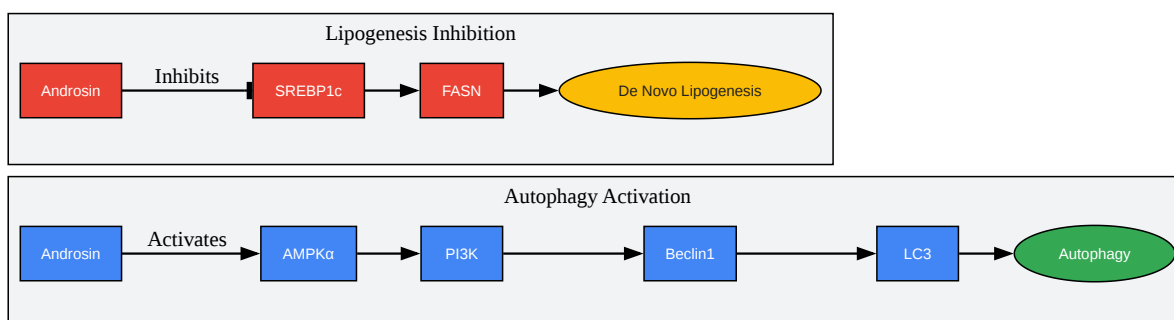 Lipogenesis Inhibition
Androsin
Inhibits
SREBP1c
FASN
De Novo Lipogenesis
Autophagy Activation
Androsin
Activates
AMPKα
PI3K
Beclin1
LC3
Autophagy